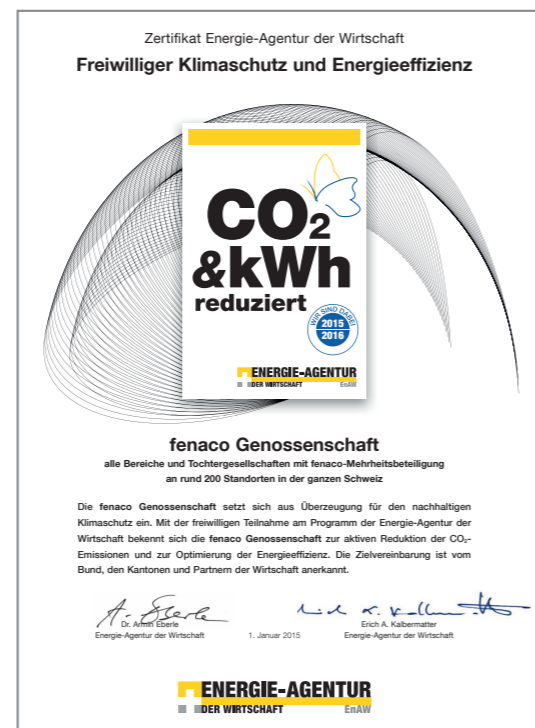 Zertifikat Energie-Agentur der Wirtschaft
Freiwilliger Klimaschutz und Energieeffizienz
CO₂
&kWh
reduziert
WIR SIND DABEI
2015
2016
ENERGIE-AGENTUR
DER WIRTSCHAFT EnAW
fenaco Genossenschaft
alle Bereiche und Tochtergesellschaften mit fenaco-Mehrheitsbeteiligung
an rund 200 Standorten in der ganzen Schweiz
Die fenaco Genossenschaft setzt sich aus Überzeugung für den nachhaltigen
Klimaschutz ein. Mit der freiwilligen Teilnahme am Programm der Energie-Agentur der
Wirtschaft bekennt sich die fenaco Genossenschaft zur aktiven Reduktion der CO₂-
Emissionen und zur Optimierung der Energieeffizienz. Die Zielvereinbarung ist vom
Bund, den Kantonen und Partnern der Wirtschaft anerkannt.
A. Eberle
Dr. Armin Eberle Erich A. Kalbermatter
Energie-Agentur der Wirtschaft 1. Januar 2015 Energie-Agentur der Wirtschaft
ENERGIE-AGENTUR
DER WIRTSCHAFT EnAW